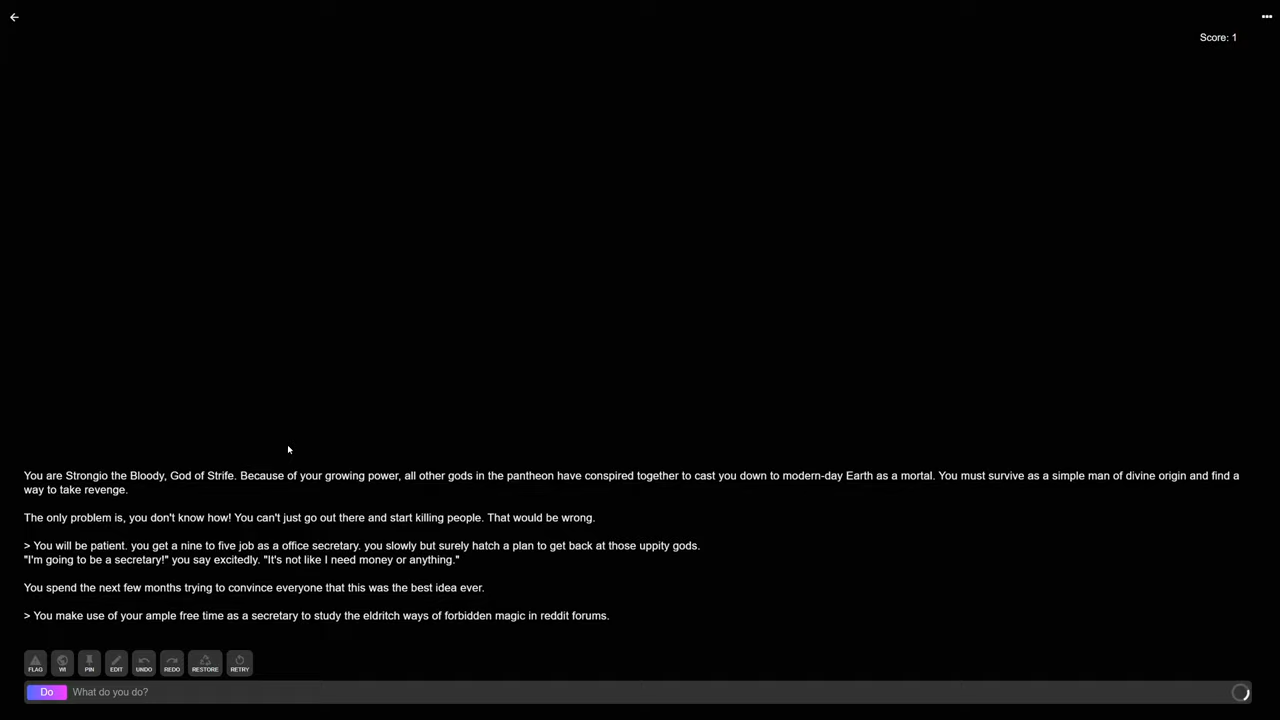 Score: 1
You are Strongio the Bloody, God of Strife. Because of your growing power, all other gods in the pantheon have conspired together to cast you down to modern-day Earth as a mortal. You must survive as a simple man of divine origin and find a
way to take revenge.
The only problem is, you don't know how! You can't just go out there and start killing people. That would be wrong.
> You will be patient. you get a nine to five job as a office secretary. you slowly but surely hatch a plan to get back at those uppity gods.
"I'm going to be a secretary!" you say excitedly. "It's not like I need money or anything."
You spend the next few months trying to convince everyone that this was the best idea ever.
> You make use of your ample free time as a secretary to study the eldritch ways of forbidden magic in reddit forums.
FLAG WI PIN EDIT UNDO REDO RESTORE RETRY
Do What do you do?